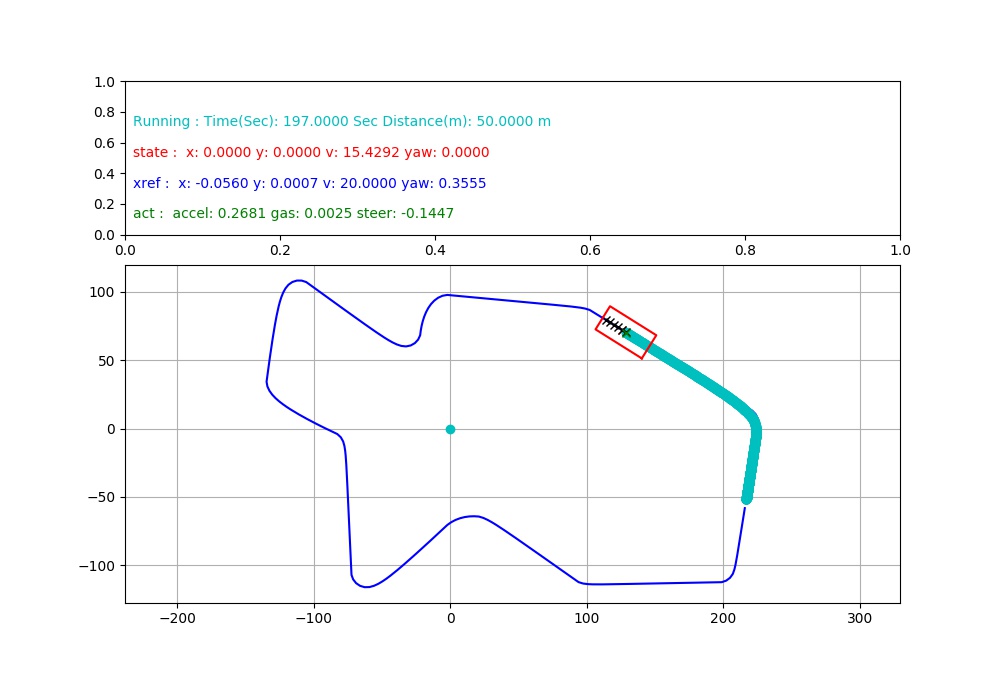 1.0
0.8
0.6
0.4
0.2
0.0
Running : Time(Sec): 197.0000 Sec Distance(m): 50.0000 m
state :  x: 0.0000 y: 0.0000 v: 15.4292 yaw: 0.0000
xref :  x: -0.0560 y: 0.0007 v: 20.0000 yaw: 0.3555
act :  accel: 0.2681 gas: 0.0025 steer: -0.1447
0.0 0.2 0.4 0.6 0.8 1.0
100
50
0
−50
−100
−200 −100 0 100 200 300